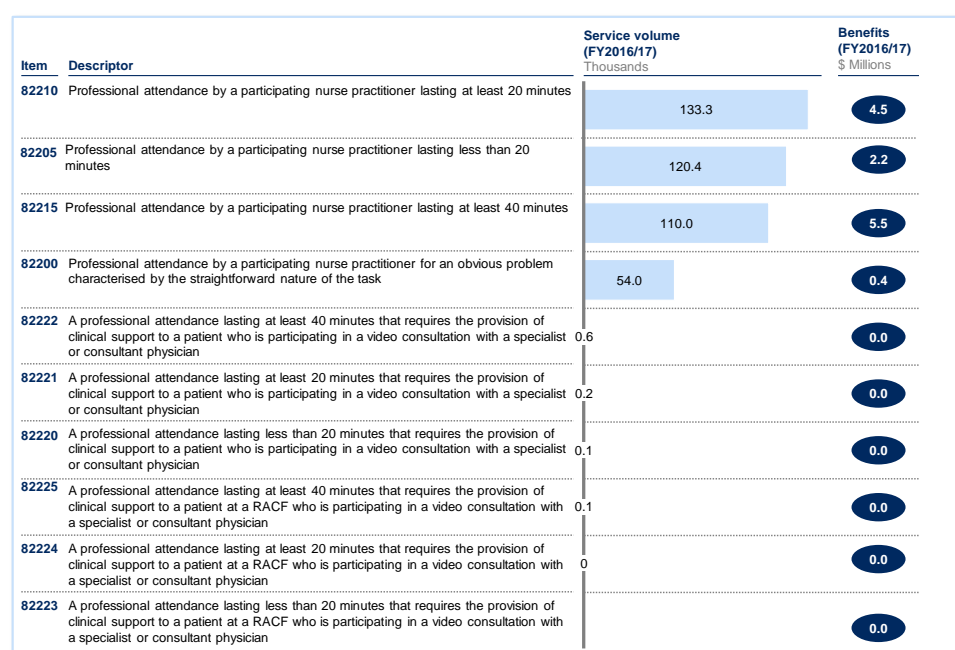 Service volume
(FY2016/17)
Thousands
Benefits
(FY2016/17)
$ Millions
Item Descriptor
82210 Professional attendance by a participating nurse practitioner lasting at least 20 minutes
133.3
4.5
82205 Professional attendance by a participating nurse practitioner lasting less than 20
minutes
120.4
2.2
82215 Professional attendance by a participating nurse practitioner lasting at least 40 minutes
110.0
5.5
82200 Professional attendance by a participating nurse practitioner for an obvious problem
characterised by the straightforward nature of the task
54.0
0.4
82222 A professional attendance lasting at least 40 minutes that requires the provision of
clinical support to a patient who is participating in a video consultation with a specialist
or consultant physician
0.6
0.0
82221 A professional attendance lasting at least 20 minutes that requires the provision of
clinical support to a patient who is participating in a video consultation with a specialist
or consultant physician
0.2
0.0
82220 A professional attendance lasting less than 20 minutes that requires the provision of
clinical support to a patient who is participating in a video consultation with a specialist
or consultant physician
0.1
0.0
82225 A professional attendance lasting at least 40 minutes that requires the provision of
clinical support to a patient at a RACF who is participating in a video consultation with
a specialist or consultant physician
0.1
0.0
82224 A professional attendance lasting at least 20 minutes that requires the provision of
clinical support to a patient at a RACF who is participating in a video consultation with
a specialist or consultant physician
0
0.0
82223 A professional attendance lasting less than 20 minutes that requires the provision of
clinical support to a patient at a RACF who is participating in a video consultation with
a specialist or consultant physician
0.0